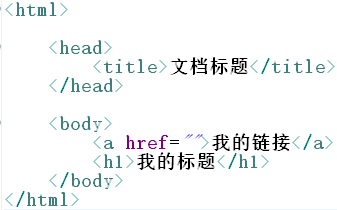 <html>
<head>
<title>文档标题</title>
</head>
<body>
<a href="">我的链接</a>
<h1>我的标题</h1>
</body>
</html>